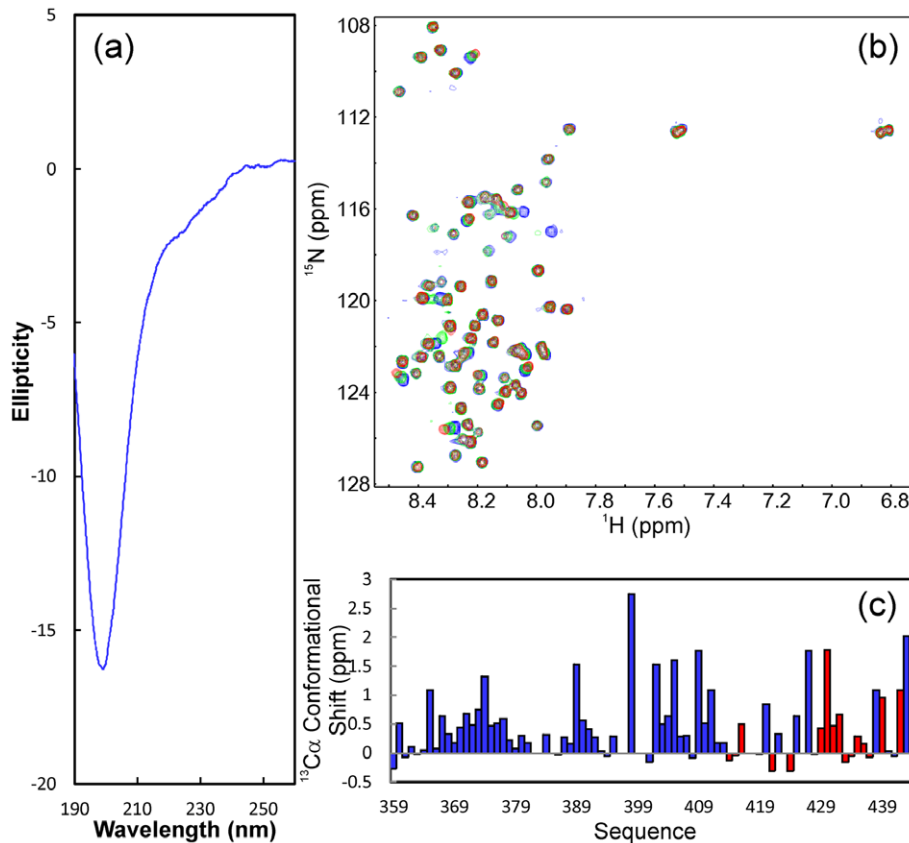 (a)
5
0
-5
-10
-15
-20
Ellipticity
190 210 230 250
Wavelength (nm)
(b)
108
112
116
120
124
128
¹⁵N (ppm)
8.4 8.2 8.0 7.8 7.6 7.4 7.2 7.0 6.8
¹H (ppm)
(c)
3
2.5
2
1.5
1
0.5
0
-0.5
¹³Cα Conformational
Shift (ppm)
359 369 379 389 399 409 419 429 439
Sequence